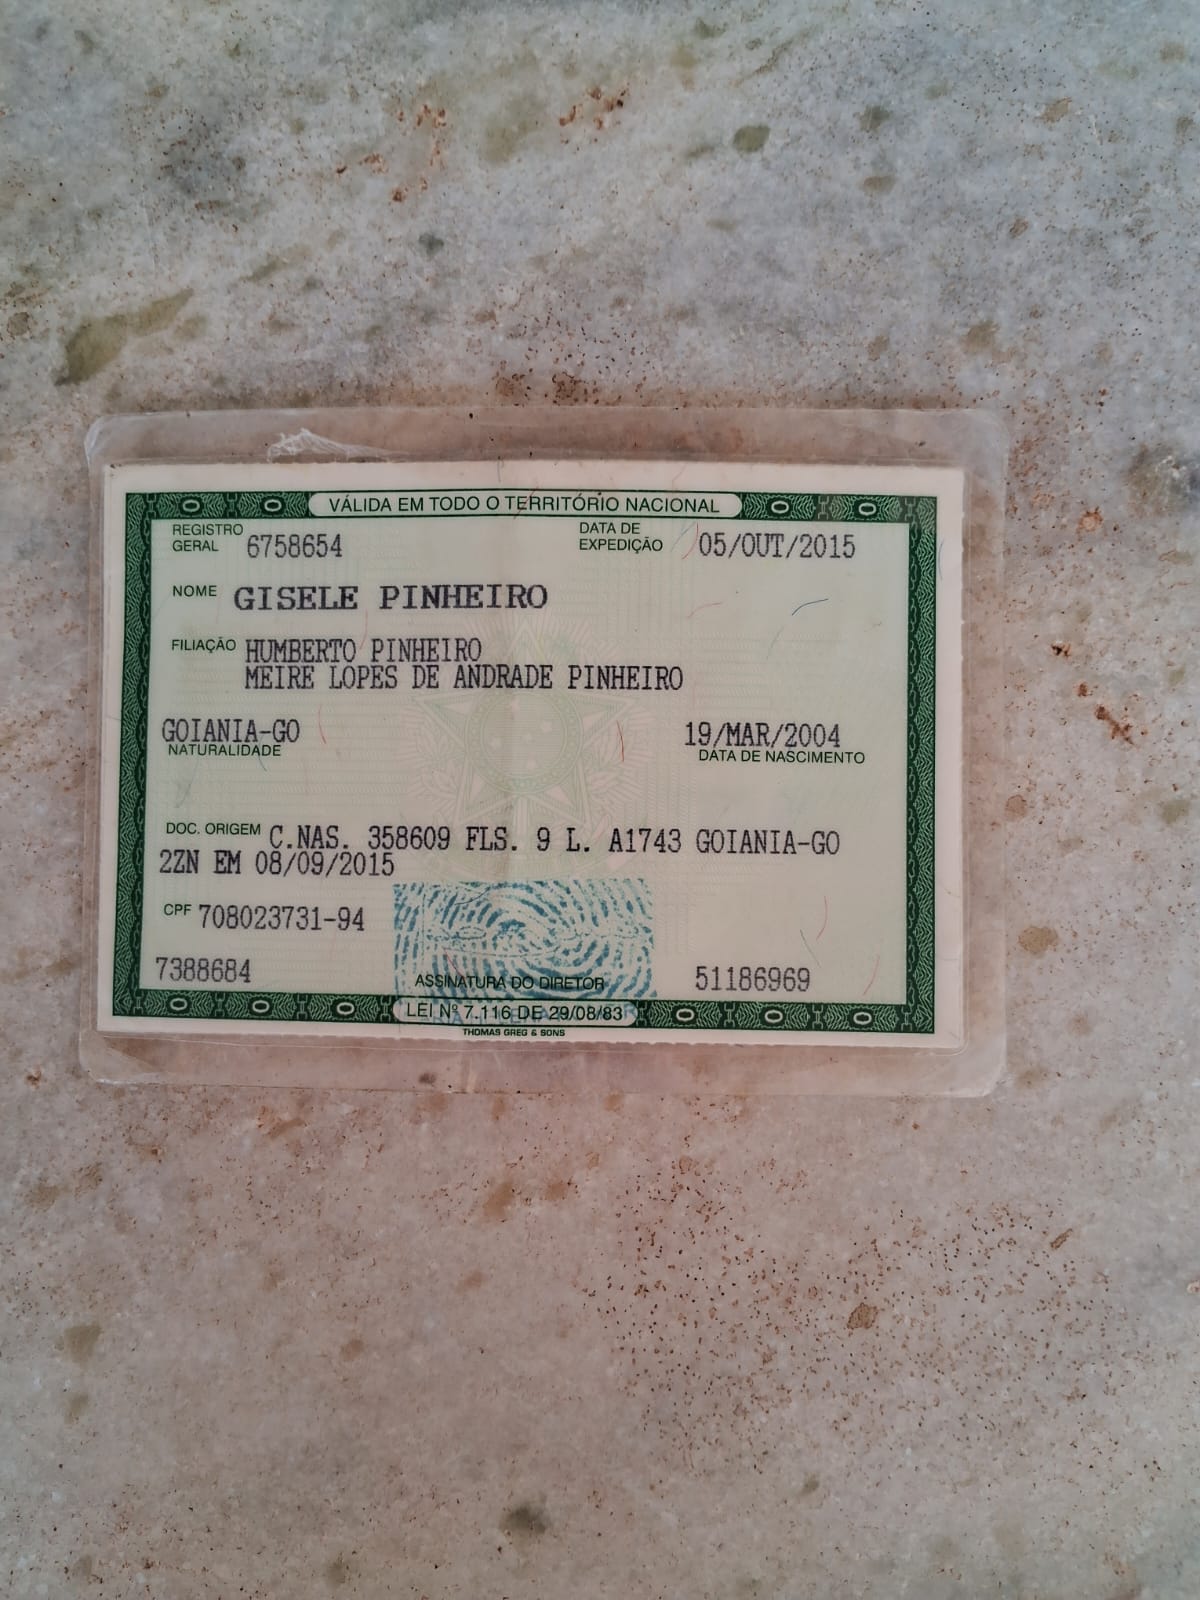 VÁLIDA EM TODO O TERRITÓRIO NACIONAL
REGISTRO GERAL 6758654 DATA DE EXPEDIÇÃO 05/OUT/2015
NOME GISELE PINHEIRO
FILIAÇÃO HUMBERTO PINHEIRO
MEIRE LOPES DE ANDRADE PINHEIRO
GOIANIA-GO 19/MAR/2004
NATURALIDADE DATA DE NASCIMENTO
DOC. ORIGEM C.NAS. 358609 FLS. 9 L. A1743 GOIANIA-GO
2ZN EM 08/09/2015
CPF 708023731-94
7388684 ASSINATURA DO DIRETOR 51186969
LEI Nº 7.116 DE 29/08/83
THOMAS GREG & SONS